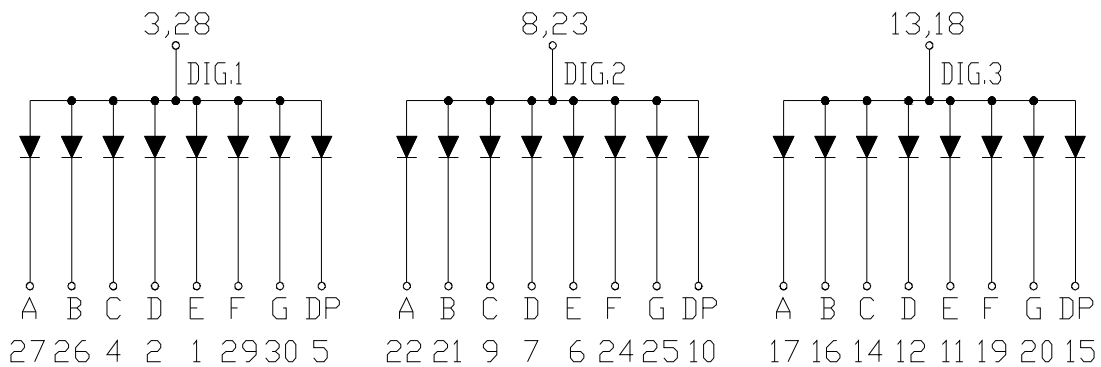 3,28 8,23 13,18
DIG.1 DIG.2 DIG.3
A B C D E F G DP A B C D E F G DP A B C D E F G DP
27 26 4 2 1 29 30 5 22 21 9 7 6 24 25 10 17 16 14 12 11 19 20 15